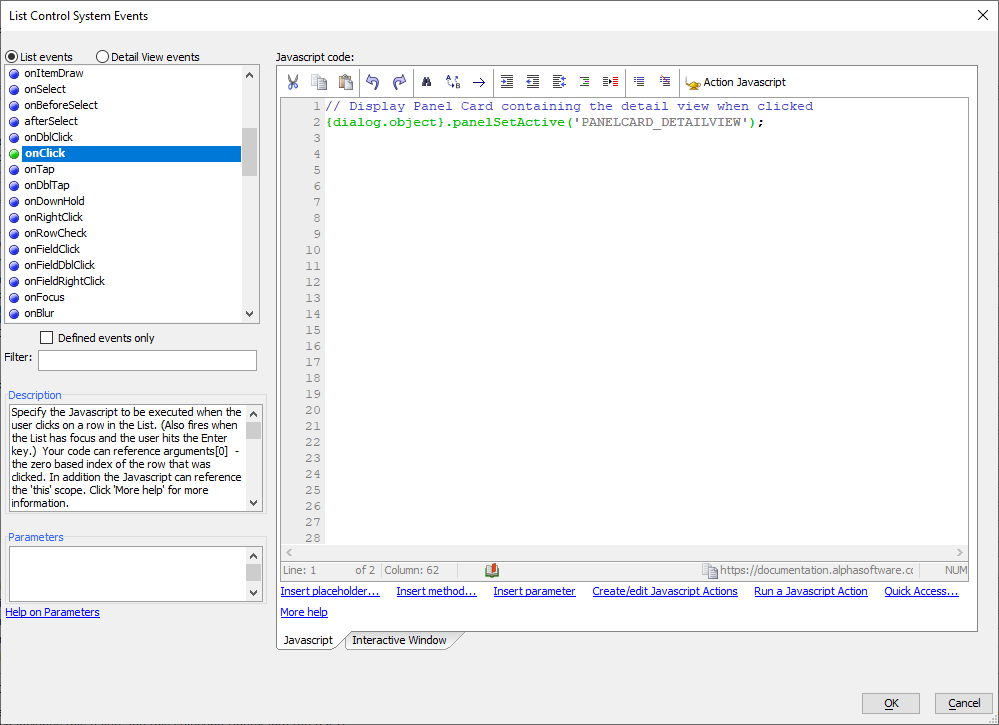 List Control System Events
List events Detail View events
onItemDraw
onSelect
onBeforeSelect
afterSelect
onDblClick
onClick
onTap
onDblTap
onDownHold
onRightClick
onRowCheck
onFieldClick
onFieldDblClick
onFieldRightClick
onFocus
onBlur
Defined events only
Filter:
Description
Specify the Javascript to be executed when the
user clicks on a row in the List. (Also fires when
the List has focus and the user hits the Enter
key.) Your code can reference arguments[0] -
the zero based index of the row that was
clicked. In addition the Javascript can reference
the 'this' scope. Click 'More help' for more
information.
Parameters
Help on Parameters
Javascript code:
Action Javascript
1 // Display Panel Card containing the detail view when clicked
2 {dialog.object}.panelSetActive('PANELCARD_DETAILVIEW');
3
4
5
6
7
8
9
10
11
12
13
14
15
16
17
18
19
20
21
22
23
24
25
26
27
28
Line: 1 of 2 Column: 62 https://documentation.alphasoftware.co NUM
Insert placeholder... Insert method... Insert parameter Create/edit Javascript Actions Run a Javascript Action Quick Access...
More help
Javascript Interactive Window
OK Cancel